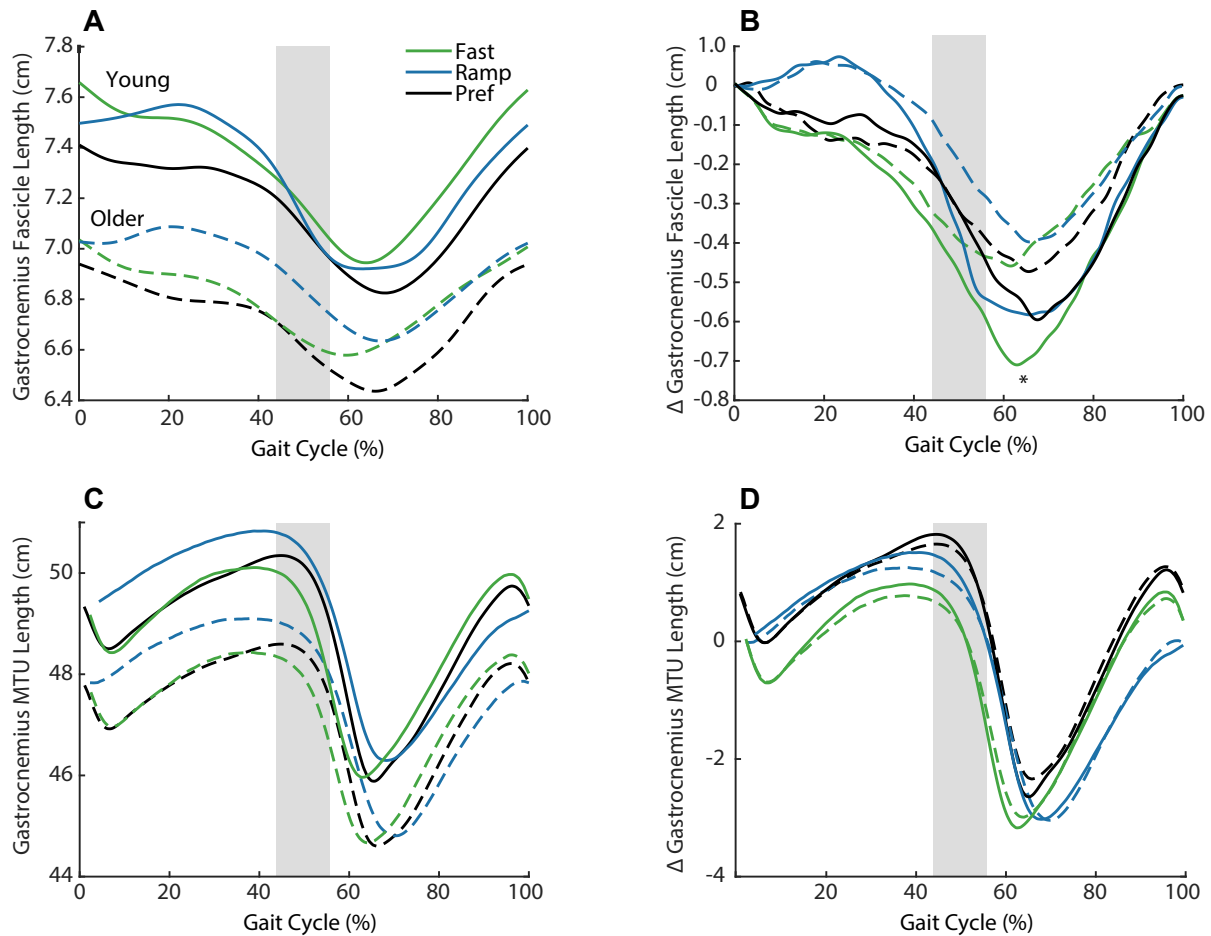 A
Gastrocnemius Fascicle Length (cm)
7.8
7.6
7.4
7.2
7.0
6.8
6.6
6.4
Young
Older
Fast
Ramp
Pref
0 20 40 60 80 100
Gait Cycle (%)
B
Δ Gastrocnemius Fascicle Length (cm)
1.0
0
-0.1
-0.2
-0.3
-0.4
-0.5
-0.6
-0.7
-0.8
*
0 20 40 60 80 100
Gait Cycle (%)
C
Gastrocnemius MTU Length (cm)
50
48
46
44
20 40 60 80 100
Gait Cycle (%)
D
Δ Gastrocnemius MTU Length (cm)
2
0
-2
-4
20 40 60 80 100
Gait Cycle (%)